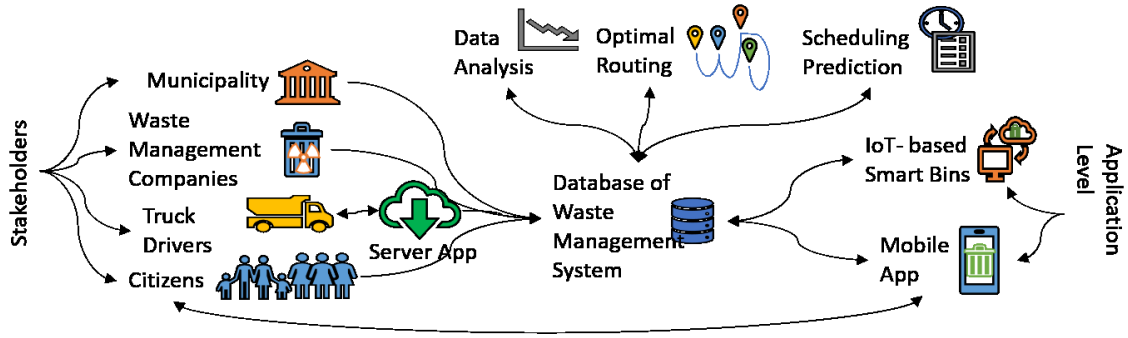 Stakeholders
Municipality
Waste
Management
Companies
Truck
Drivers
Citizens
Server App
Data
Analysis
Optimal
Routing
Scheduling
Prediction
Database of
Waste
Management
System
IoT- based
Smart Bins
Mobile
App
Application
Level